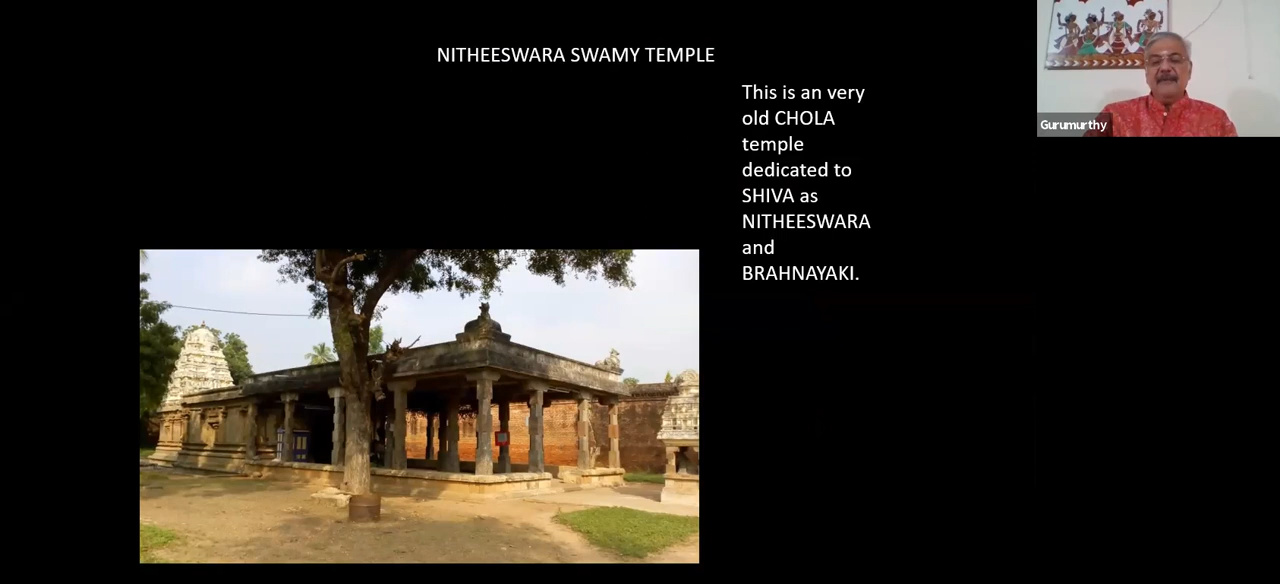 NITHEESWARA SWAMY TEMPLE
This is an very
old CHOLA
temple
dedicated to
SHIVA as
NITHEESWARA
and
BRAHNAYAKI.
Gurumurthy